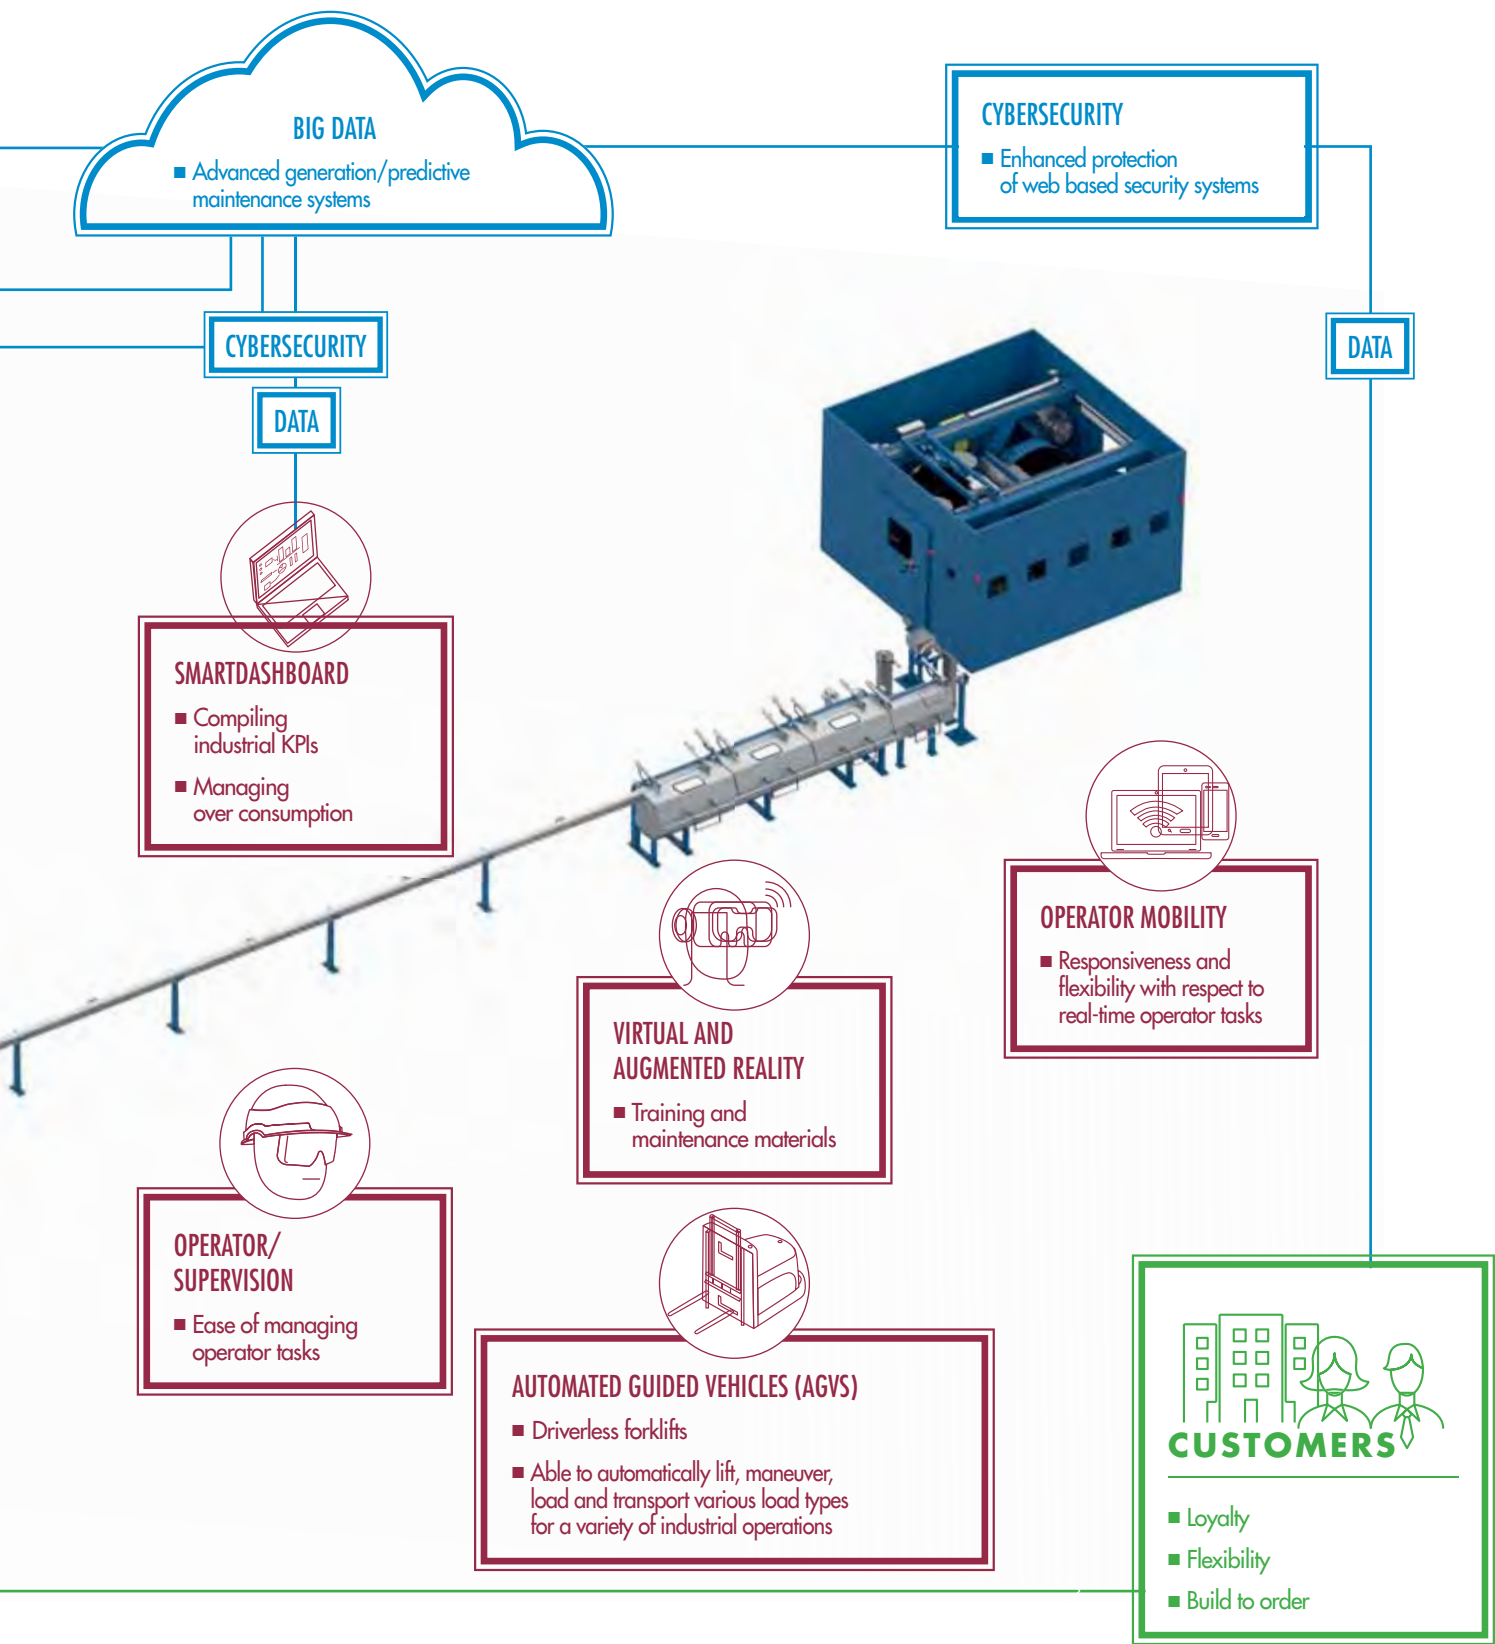 BIG DATA
■ Advanced generation/predictive
maintenance systems
CYBERSECURITY
■ Enhanced protection
of web based security systems
CYBERSECURITY
DATA
DATA
SMARTDASHBOARD
■ Compiling
industrial KPIs
■ Managing
over consumption
OPERATOR MOBILITY
■ Responsiveness and
flexibility with respect to
real-time operator tasks
VIRTUAL AND
AUGMENTED REALITY
■ Training and
maintenance materials
OPERATOR/
SUPERVISION
■ Ease of managing
operator tasks
AUTOMATED GUIDED VEHICLES (AGVS)
■ Driverless forklifts
■ Able to automatically lift, maneuver,
load and transport various load types
for a variety of industrial operations
CUSTOMERS
■ Loyalty
■ Flexibility
■ Build to order